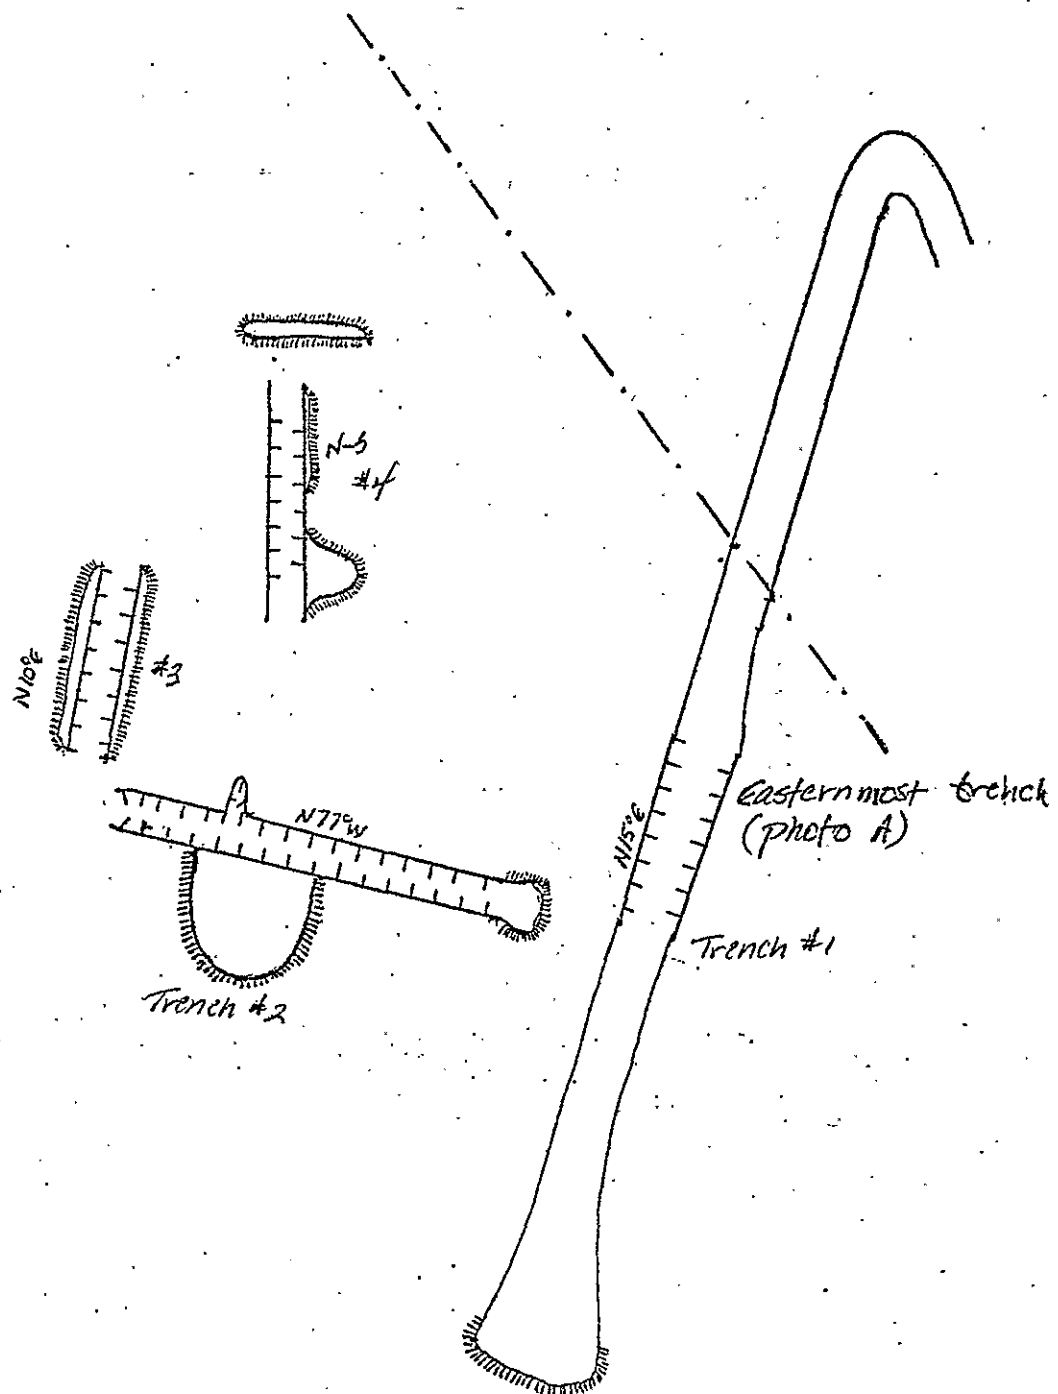 N-S
#4
N10°E
#3
N77°W
N15°E
Easternmost trench
(photo A)
Trench #1
Trench #2